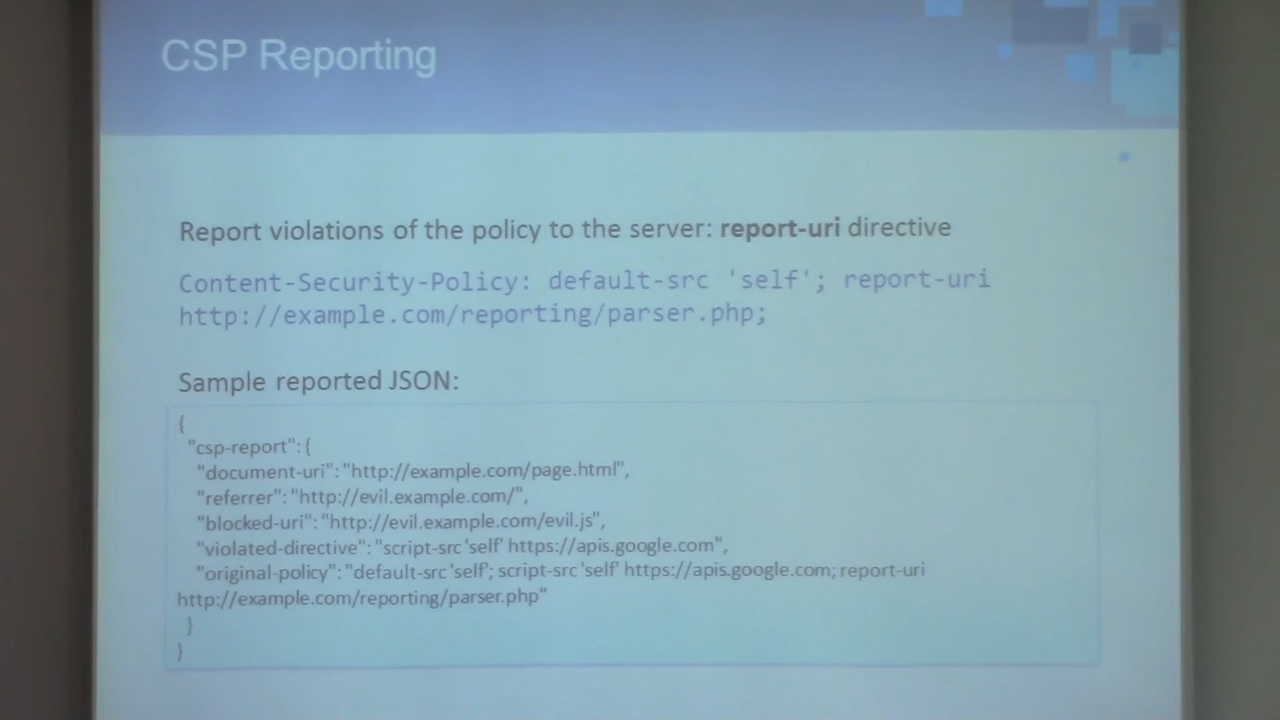 CSP Reporting
Report violations of the policy to the server: report-uri directive
Content-Security-Policy: default-src 'self'; report-uri
http://example.com/reporting/parser.php;
Sample reported JSON:
{
"csp-report": {
"document-uri": "http://example.com/page.html",
"referrer": "http://evil.example.com/",
"blocked-uri": "http://evil.example.com/evil.js",
"violated-directive": "script-src 'self' https://apis.google.com",
"original-policy": "default-src 'self'; script-src 'self' https://apis.google.com; report-uri
http://example.com/reporting/parser.php"
}
}